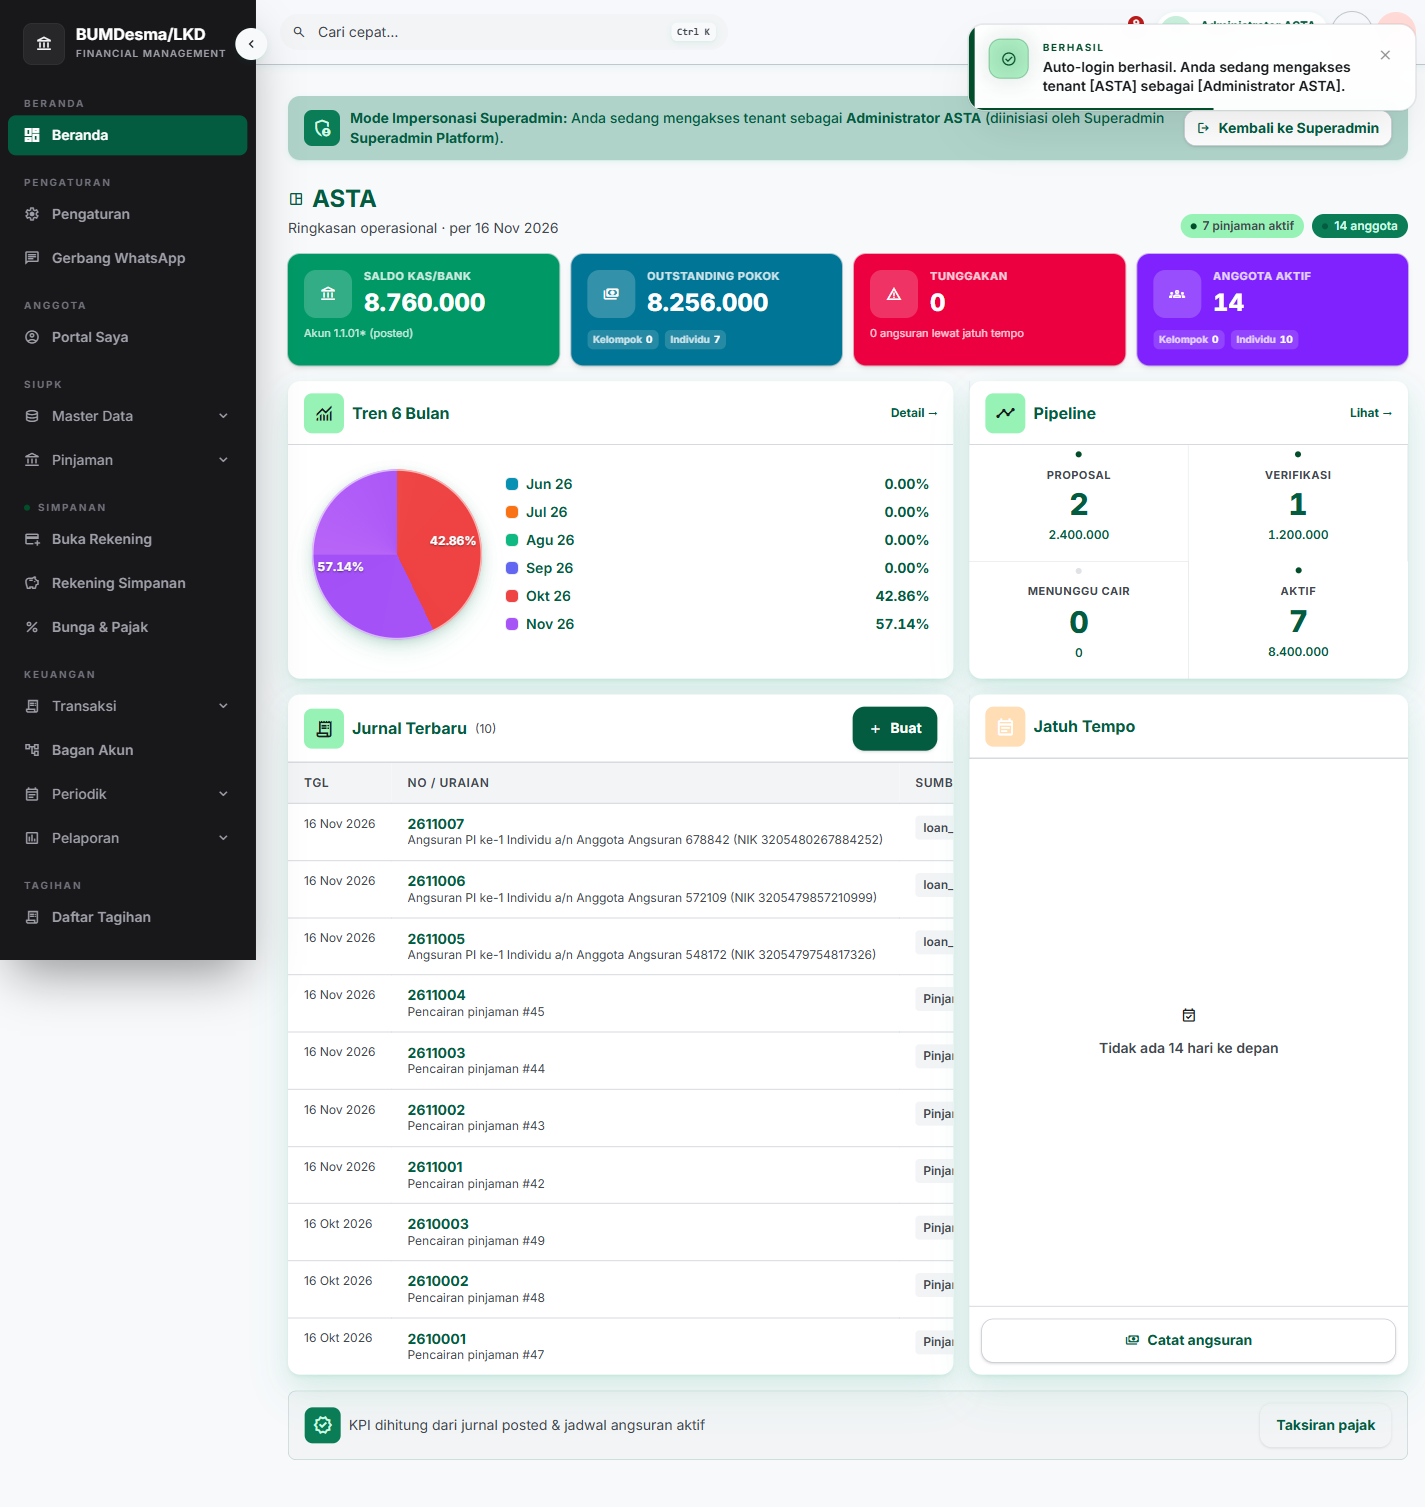 BUMDesma/LKD
FINANCIAL MANAGEMENT
BERANDA
Beranda
PENGATURAN
Pengaturan
Gerbang WhatsApp
ANGGOTA
Portal Saya
SIUPK
Master Data
Pinjaman
SIMPANAN
Buka Rekening
Rekening Simpanan
Bunga & Pajak
KEUANGAN
Transaksi
Bagan Akun
Periodik
Pelaporan
TAGIHAN
Daftar Tagihan
Cari cepat...
Ctrl K
Administrator ASTA
BERHASIL
Auto-login berhasil. Anda sedang mengakses
tenant [ASTA] sebagai [Administrator ASTA].
Mode Impersonasi Superadmin: Anda sedang mengakses tenant sebagai Administrator ASTA (diinisiasi oleh Superadmin
Superadmin Platform).
Kembali ke Superadmin
ASTA
Ringkasan operasional · per 16 Nov 2026
7 pinjaman aktif
14 anggota
SALDO KAS/BANK
8.760.000
Akun 1.1.01* (posted)
OUTSTANDING POKOK
8.256.000
Kelompok 0
Individu 7
TUNGGAKAN
0
0 angsuran lewat jatuh tempo
ANGGOTA AKTIF
14
Kelompok 0
Individu 10
Tren 6 Bulan
Detail →
42.86%
57.14%
Jun 26 0.00%
Jul 26 0.00%
Agu 26 0.00%
Sep 26 0.00%
Okt 26 42.86%
Nov 26 57.14%
Pipeline
Lihat →
PROPOSAL
2
2.400.000
VERIFIKASI
1
1.200.000
MENUNGGU CAIR
0
0
AKTIF
7
8.400.000
Jurnal Terbaru (10)
+ Buat
TGL NO / URAIAN SUMB
16 Nov 2026 2611007 loan_
Angsuran PI ke-1 Individu a/n Anggota Angsuran 678842 (NIK 3205480267884252)
16 Nov 2026 2611006 loan_
Angsuran PI ke-1 Individu a/n Anggota Angsuran 572109 (NIK 3205479857210999)
16 Nov 2026 2611005 loan_
Angsuran PI ke-1 Individu a/n Anggota Angsuran 548172 (NIK 3205479754817326)
16 Nov 2026 2611004 Pinja
Pencairan pinjaman #45
16 Nov 2026 2611003 Pinja
Pencairan pinjaman #44
16 Nov 2026 2611002 Pinja
Pencairan pinjaman #43
16 Nov 2026 2611001 Pinja
Pencairan pinjaman #42
16 Okt 2026 2610003 Pinja
Pencairan pinjaman #49
16 Okt 2026 2610002 Pinja
Pencairan pinjaman #48
16 Okt 2026 2610001 Pinja
Pencairan pinjaman #47
Jatuh Tempo
Tidak ada 14 hari ke depan
Catat angsuran
KPI dihitung dari jurnal posted & jadwal angsuran aktif
Taksiran pajak